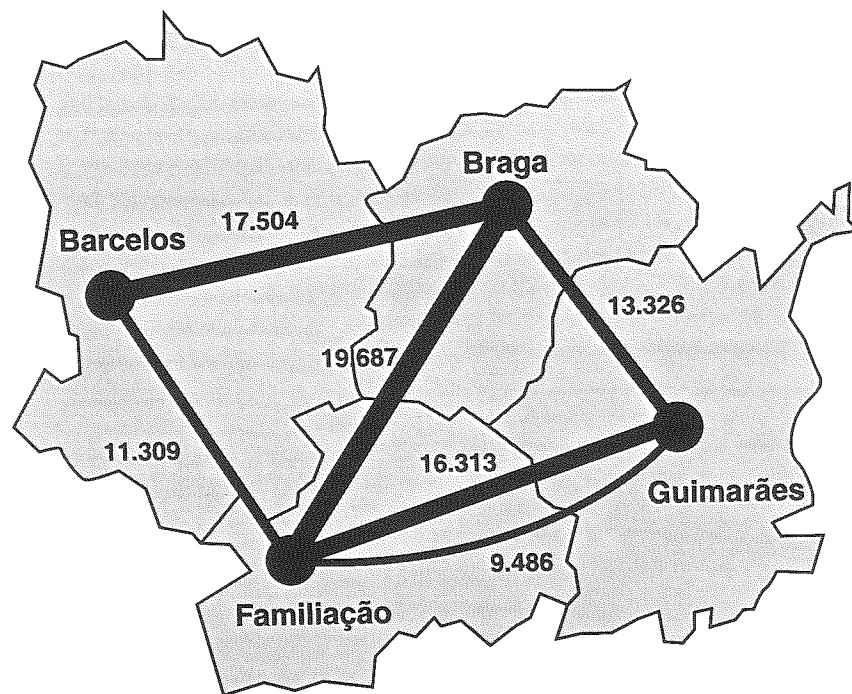 Braga
17.504
Barcelos
13.326
19.687
11.309
16.313
Guimarães
9.486
Familiação